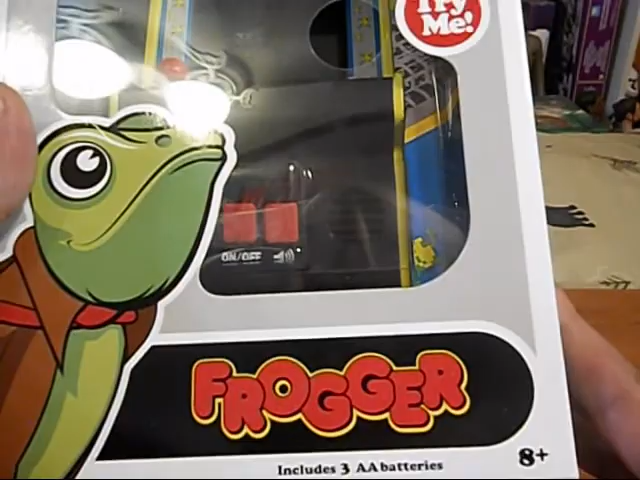 Try
Me!
ON/OFF
FROGGER
Includes 3 AA batteries
8+